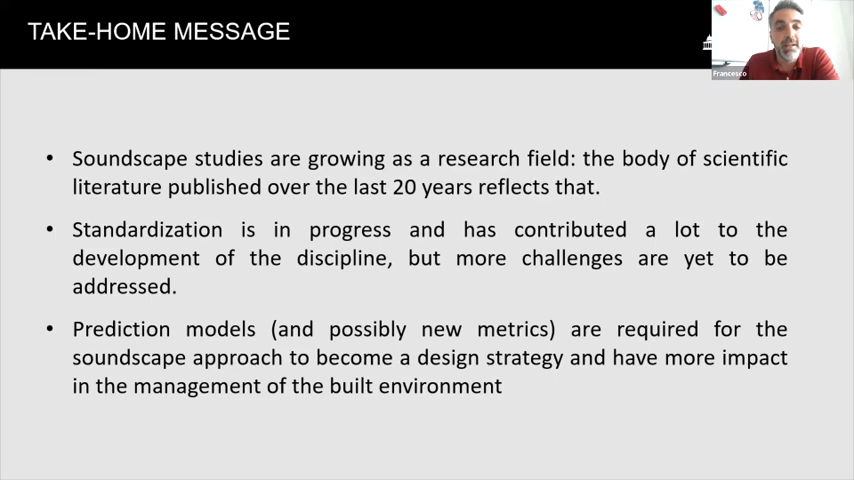 TAKE-HOME MESSAGE
Francesco
• Soundscape studies are growing as a research field: the body of scientific
literature published over the last 20 years reflects that.
• Standardization is in progress and has contributed a lot to the
development of the discipline, but more challenges are yet to be
addressed.
• Prediction models (and possibly new metrics) are required for the
soundscape approach to become a design strategy and have more impact
in the management of the built environment